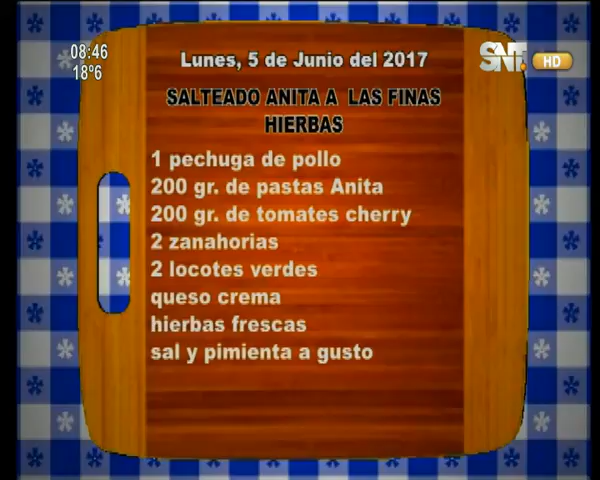 08:46
18º6
SNT.
HD
Lunes, 5 de Junio del 2017
SALTEADO ANITA A LAS FINAS
HIERBAS
1 pechuga de pollo
200 gr. de pastas Anita
200 gr. de tomates cherry
2 zanahorias
2 locotes verdes
queso crema
hierbas frescas
sal y pimienta a gusto